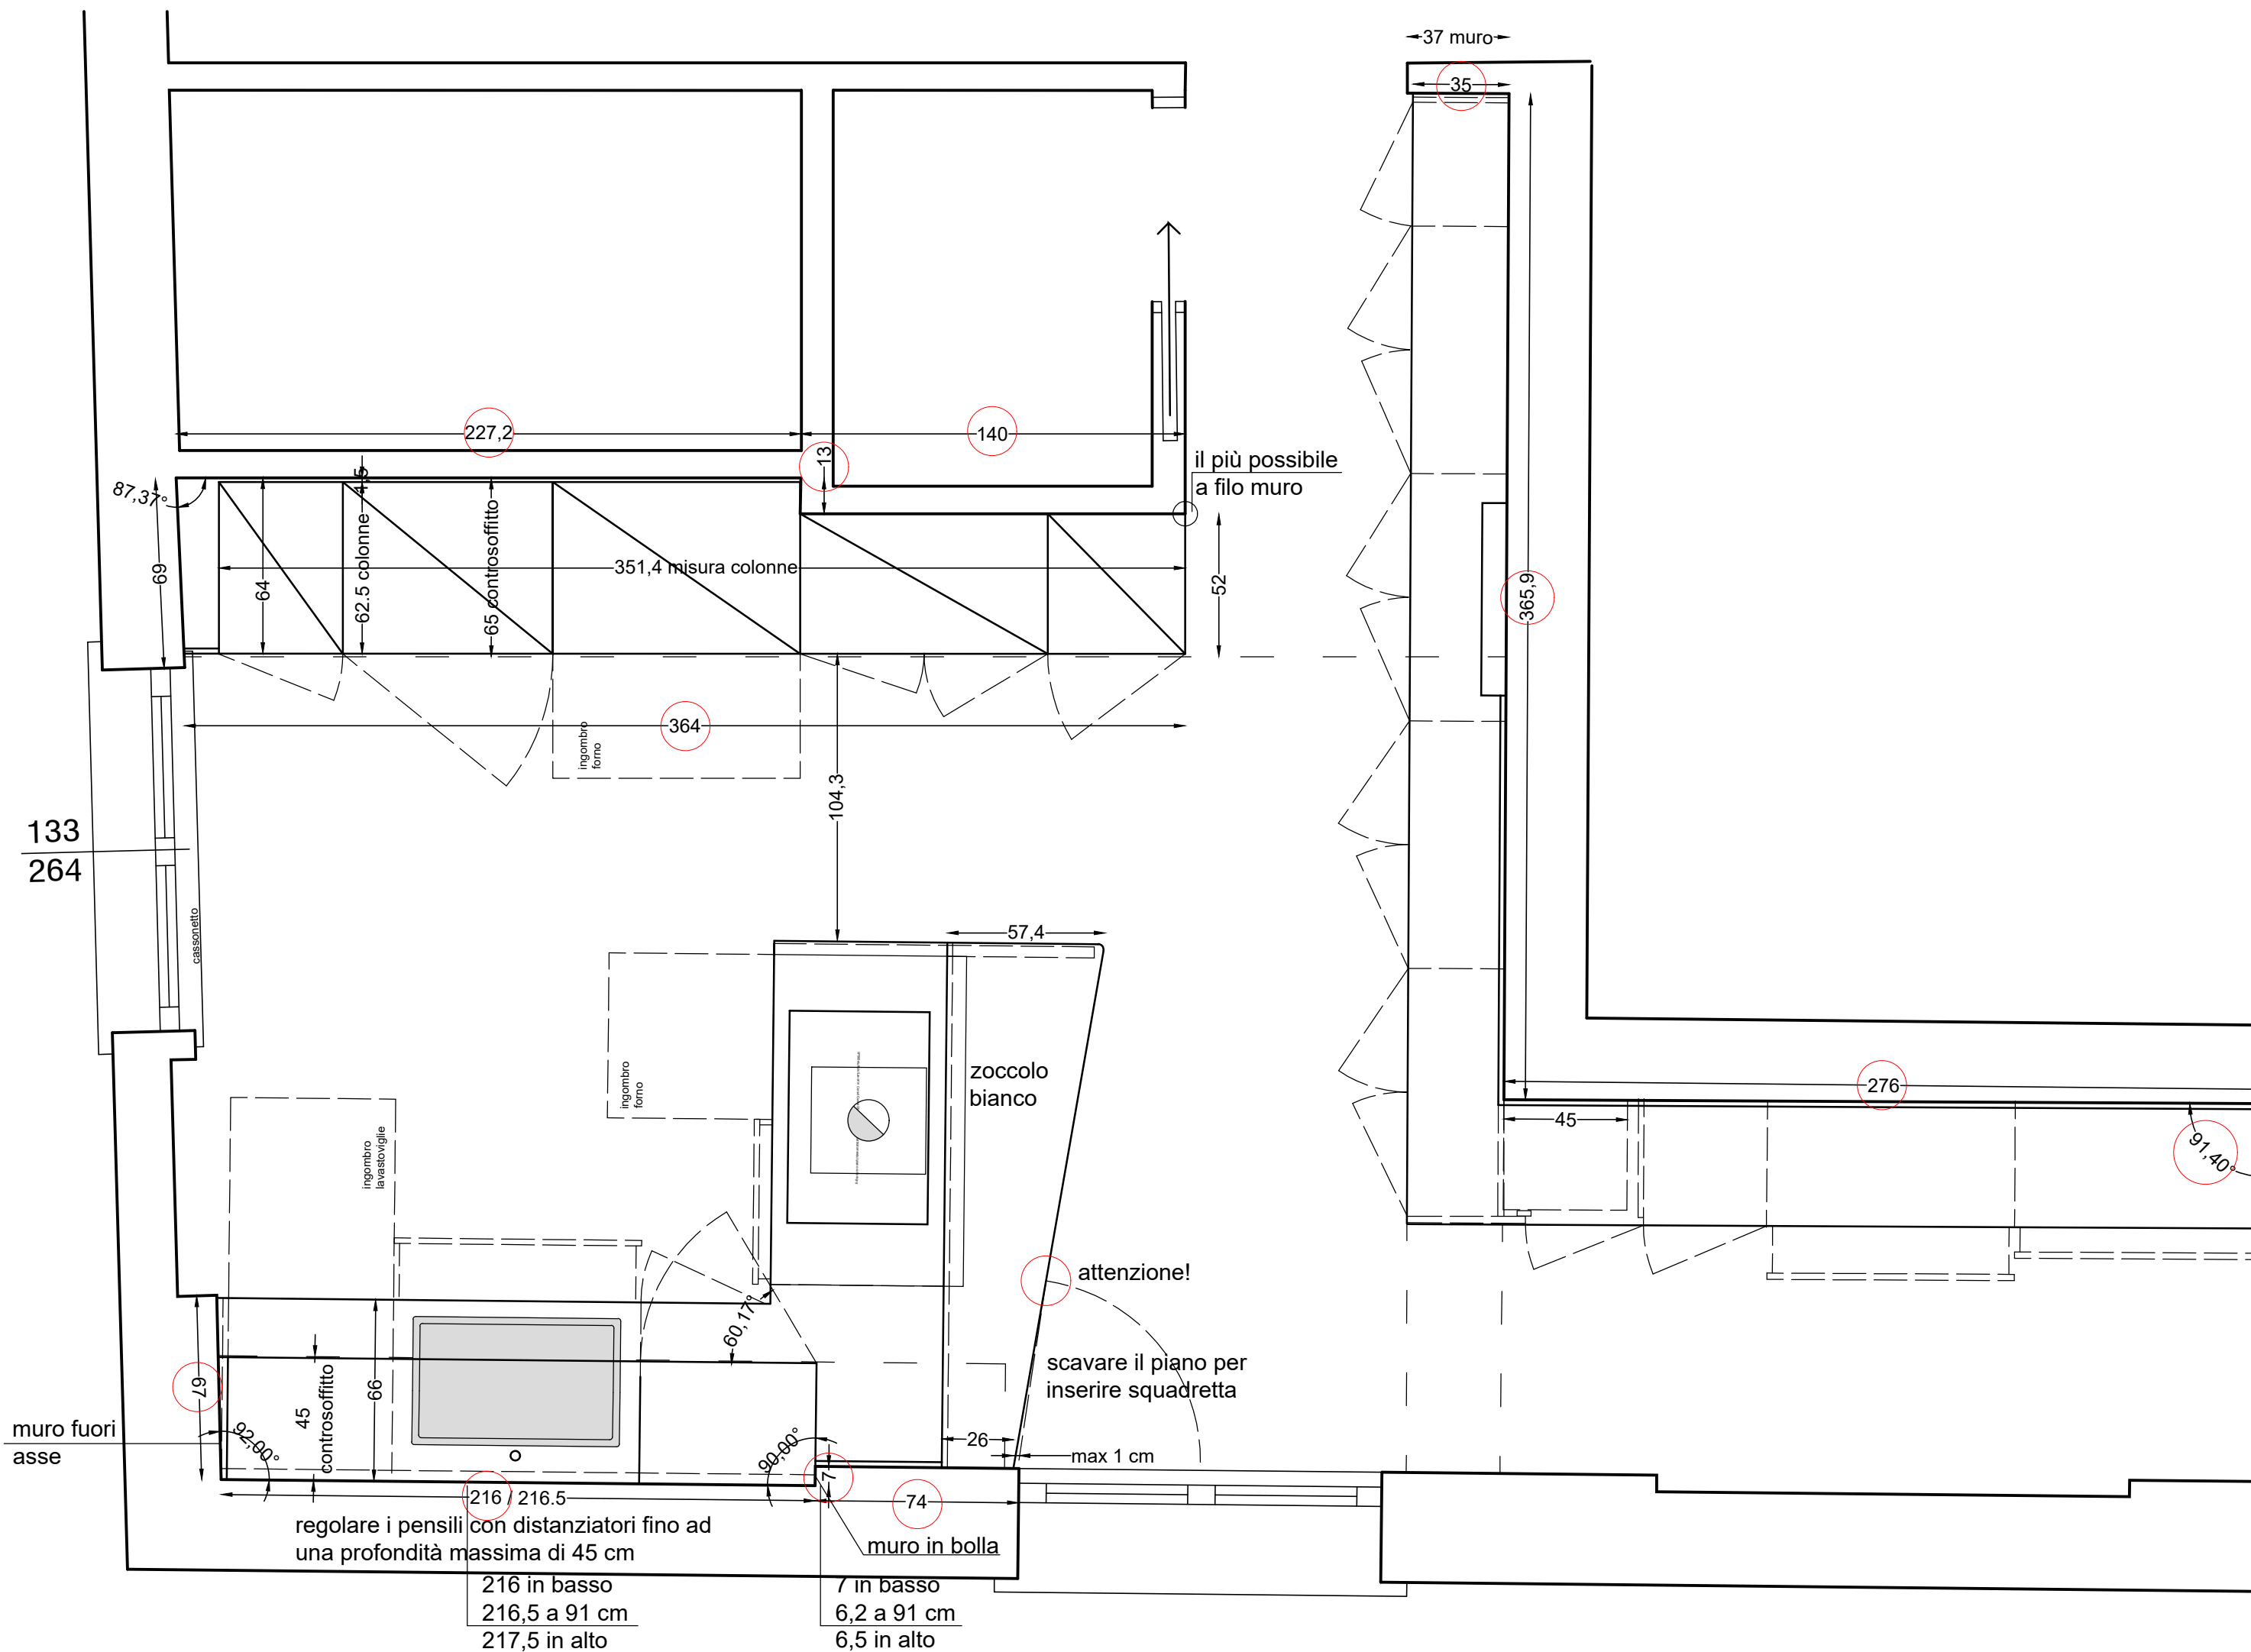 37 muro
35
227,2
140
13
il più possibile
a filo muro
87,37°
4,5
69
64
62.5 colonne
65 controsoffitto
351,4 misura colonne
52
365,9
364
ingombro
forno
104,3
133
264
cassonetto
57,4
zoccolo
bianco
ingombro
forno
276
45
91,40°
ingombro
lavastoviglie
attenzione!
60,17°
scavare il piano per
inserire squadretta
67
66
45
controsoffitto
muro fuori
asse
92,00°
90,00°
26
max 1 cm
7
216 / 216.5
74
regolare i pensili con distanziatori fino ad
una profondità massima di 45 cm
muro in bolla
216 in basso
216,5 a 91 cm
217,5 in alto
7 in basso
6,2 a 91 cm
6,5 in alto